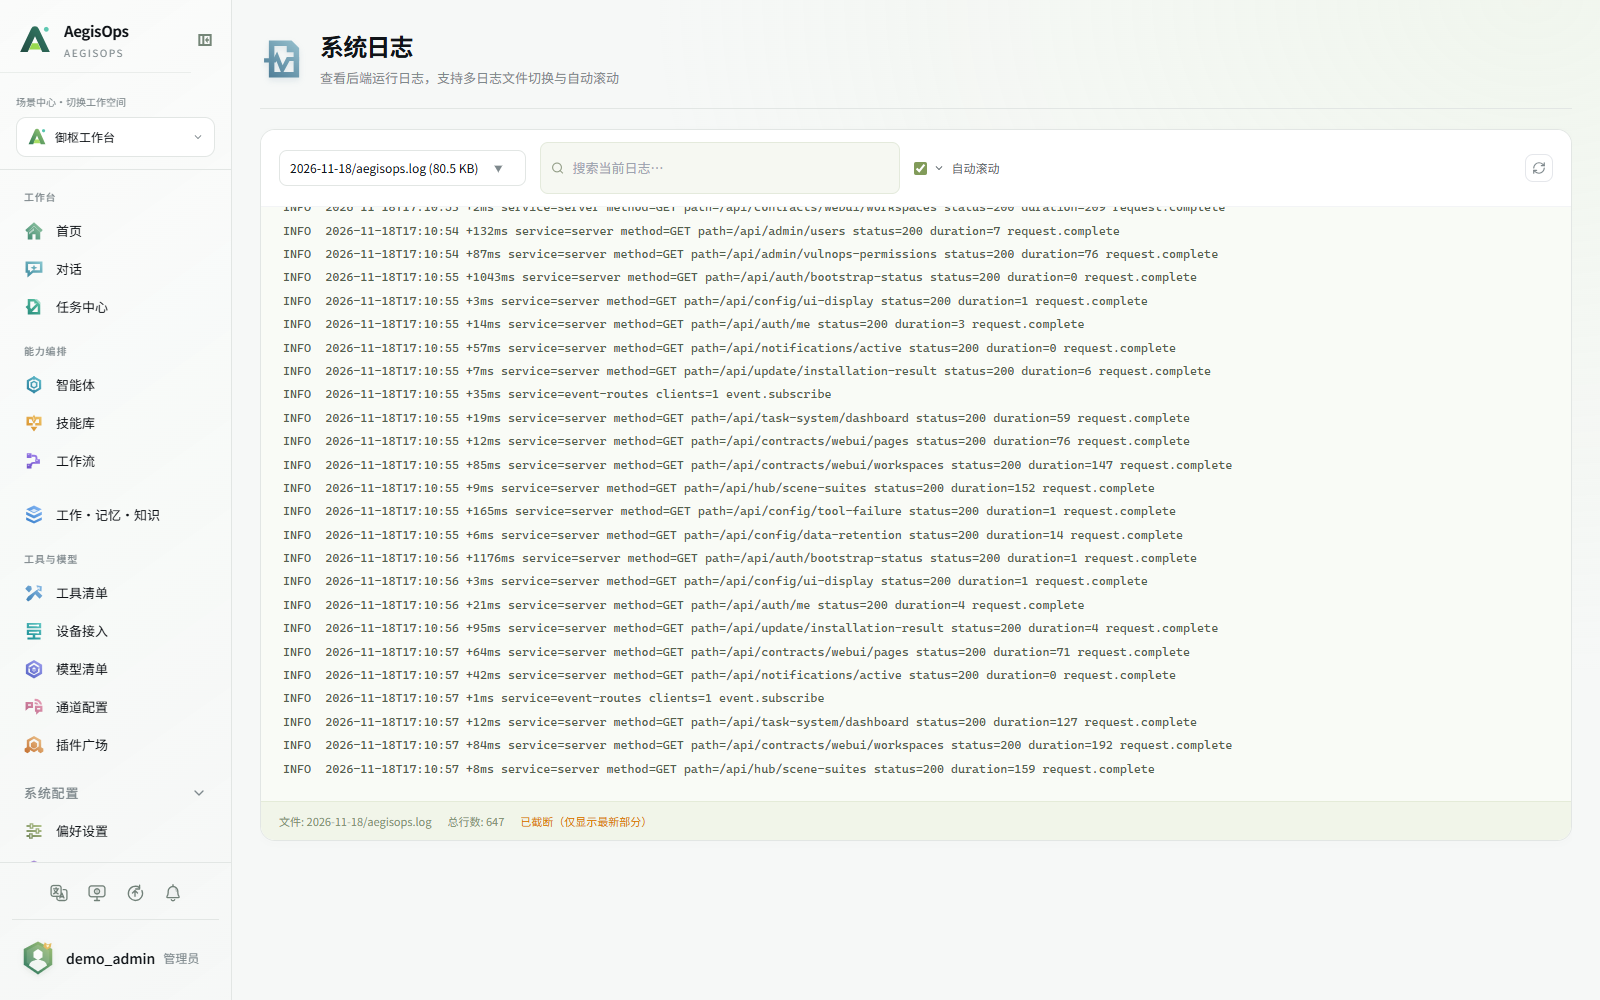 AegisOps
AEGISOPS
场景中心・切换工作空间
御枢工作台
工作台
首页
对话
任务中心
能力编排
智能体
技能库
工作流
工作・记忆・知识
工具与模型
工具清单
设备接入
模型清单
通道配置
插件广场
系统配置
偏好设置
demo_admin 管理员
系统日志
查看后端运行日志，支持多日志文件切换与自动滚动
2026-11-18/aegisops.log (80.5 KB)
搜索当前日志…
自动滚动
INFO 2026-11-18T17:10:53 +2ms service=server method=GET path=/api/contracts/webui/workspaces status=200 duration=209 request.complete
INFO 2026-11-18T17:10:54 +132ms service=server method=GET path=/api/admin/users status=200 duration=7 request.complete
INFO 2026-11-18T17:10:54 +87ms service=server method=GET path=/api/admin/vulnops-permissions status=200 duration=76 request.complete
INFO 2026-11-18T17:10:55 +1043ms service=server method=GET path=/api/auth/bootstrap-status status=200 duration=0 request.complete
INFO 2026-11-18T17:10:55 +3ms service=server method=GET path=/api/config/ui-display status=200 duration=1 request.complete
INFO 2026-11-18T17:10:55 +14ms service=server method=GET path=/api/auth/me status=200 duration=3 request.complete
INFO 2026-11-18T17:10:55 +57ms service=server method=GET path=/api/notifications/active status=200 duration=0 request.complete
INFO 2026-11-18T17:10:55 +7ms service=server method=GET path=/api/update/installation-result status=200 duration=6 request.complete
INFO 2026-11-18T17:10:55 +35ms service=event-routes clients=1 event.subscribe
INFO 2026-11-18T17:10:55 +19ms service=server method=GET path=/api/task-system/dashboard status=200 duration=59 request.complete
INFO 2026-11-18T17:10:55 +12ms service=server method=GET path=/api/contracts/webui/pages status=200 duration=76 request.complete
INFO 2026-11-18T17:10:55 +85ms service=server method=GET path=/api/contracts/webui/workspaces status=200 duration=147 request.complete
INFO 2026-11-18T17:10:55 +9ms service=server method=GET path=/api/hub/scene-suites status=200 duration=152 request.complete
INFO 2026-11-18T17:10:55 +165ms service=server method=GET path=/api/config/tool-failure status=200 duration=1 request.complete
INFO 2026-11-18T17:10:55 +6ms service=server method=GET path=/api/config/data-retention status=200 duration=14 request.complete
INFO 2026-11-18T17:10:56 +1176ms service=server method=GET path=/api/auth/bootstrap-status status=200 duration=1 request.complete
INFO 2026-11-18T17:10:56 +3ms service=server method=GET path=/api/config/ui-display status=200 duration=1 request.complete
INFO 2026-11-18T17:10:56 +21ms service=server method=GET path=/api/auth/me status=200 duration=4 request.complete
INFO 2026-11-18T17:10:56 +95ms service=server method=GET path=/api/update/installation-result status=200 duration=4 request.complete
INFO 2026-11-18T17:10:57 +64ms service=server method=GET path=/api/contracts/webui/pages status=200 duration=71 request.complete
INFO 2026-11-18T17:10:57 +42ms service=server method=GET path=/api/notifications/active status=200 duration=0 request.complete
INFO 2026-11-18T17:10:57 +1ms service=event-routes clients=1 event.subscribe
INFO 2026-11-18T17:10:57 +12ms service=server method=GET path=/api/task-system/dashboard status=200 duration=127 request.complete
INFO 2026-11-18T17:10:57 +84ms service=server method=GET path=/api/contracts/webui/workspaces status=200 duration=192 request.complete
INFO 2026-11-18T17:10:57 +8ms service=server method=GET path=/api/hub/scene-suites status=200 duration=159 request.complete
文件: 2026-11-18/aegisops.log 总行数: 647 已截断（仅显示最新部分）